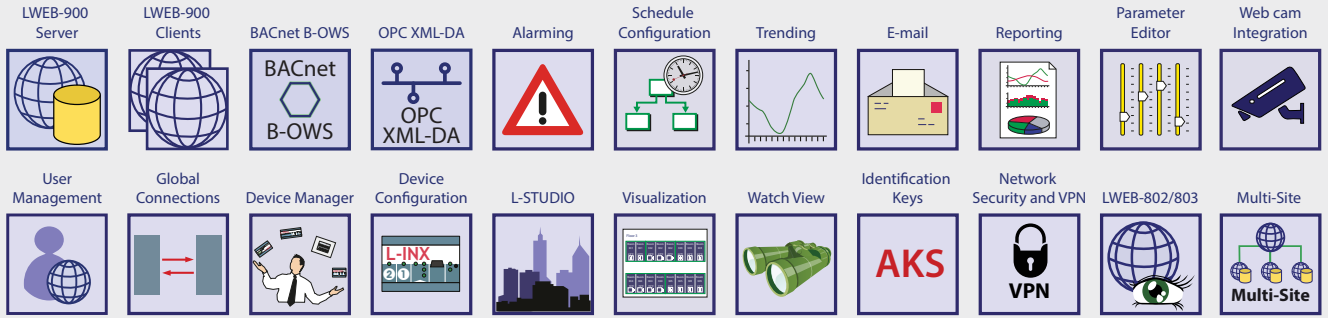 LWEB-900
Server
LWEB-900
Clients
BACnet B-OWS
OPC XML-DA
Alarming
Schedule
Configuration
Trending
E-mail
Reporting
Parameter
Editor
Web cam
Integration
BACnet
B-OWS
OPC
XML-DA
User
Management
Global
Connections
Device Manager
Device
Configuration
L-STUDIO
Visualization
Watch View
Identification
Keys
Network
Security and VPN
LWEB-802/803
Multi-Site
L-INX
2 1
AKS
VPN
Multi-Site